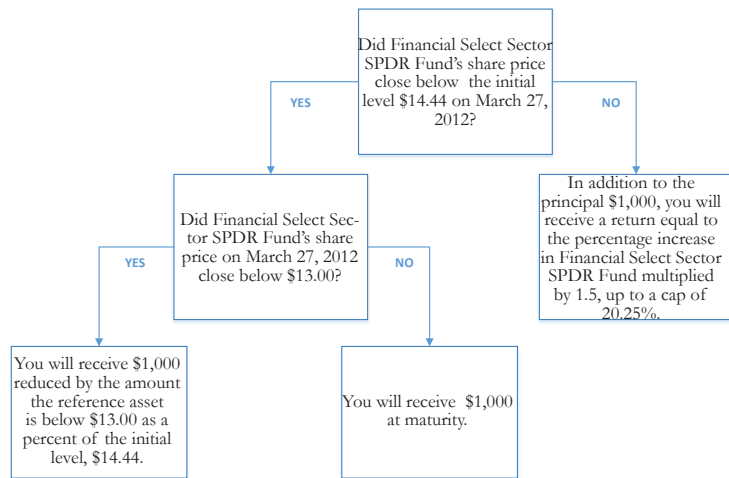 Did Financial Select Sector
SPDR Fund's share price
close below the initial
level $14.44 on March 27,
2012?
YES
NO
Did Financial Select Sec-
tor SPDR Fund's share
price on March 27, 2012
close below $13.00?
In addition to the
principal $1,000, you will
receive a return equal to
the percentage increase
in Financial Select Sector
SPDR Fund multiplied
by 1.5, up to a cap of
20.25%.
YES
NO
You will receive $1,000
reduced by the amount
the reference asset
is below $13.00 as a
percent of the initial
level, $14.44.
You will receive $1,000
at maturity.